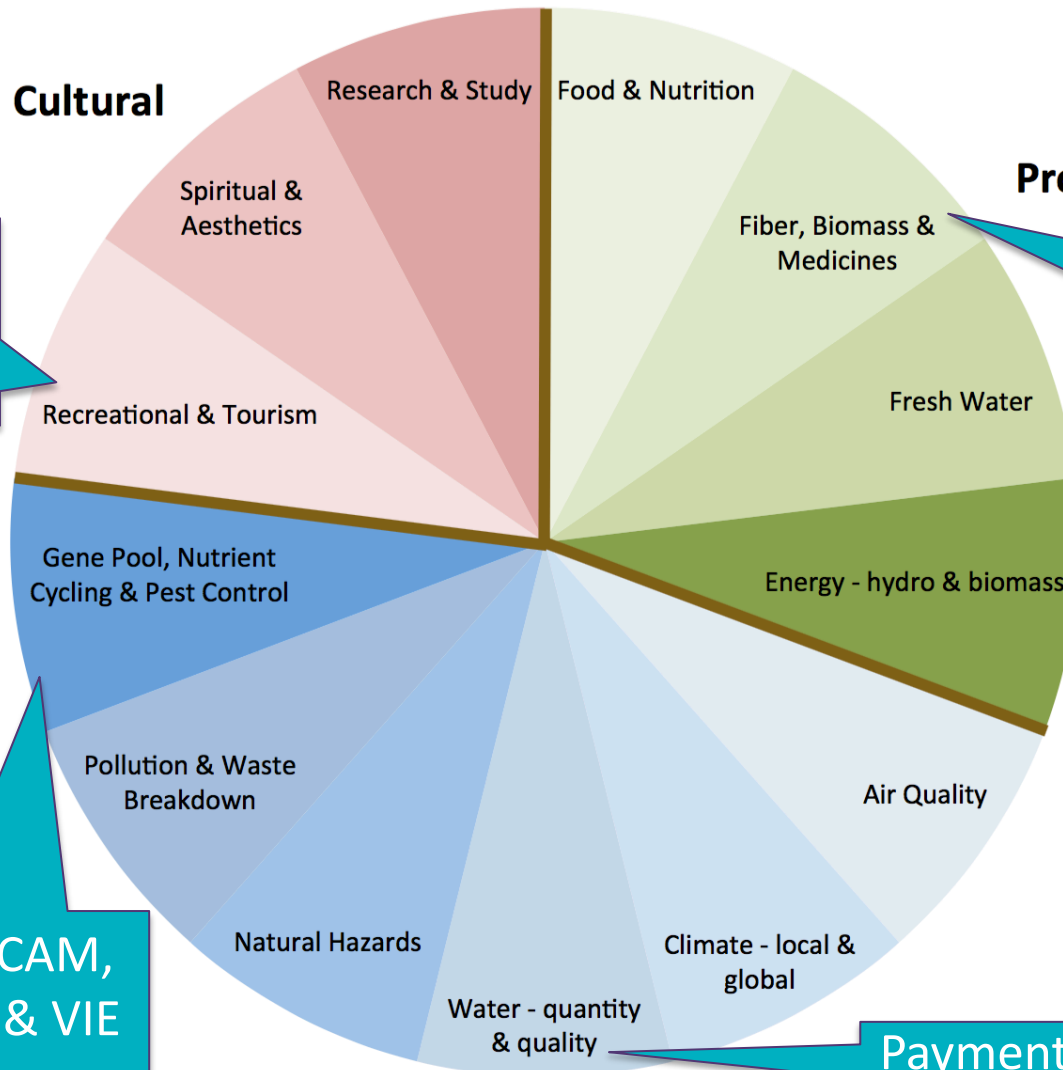 Cultural
Research & Study
Food & Nutrition
Pro
Spiritual &
Aesthetics
Fiber, Biomass &
Medicines
Recreational & Tourism
Fresh Water
Gene Pool, Nutrient
Cycling & Pest Control
Energy - hydro & biomass
Pollution & Waste
Breakdown
Air Quality
Natural Hazards
Climate - local &
global
CAM,
& VIE
Water - quantity
& quality
Payment